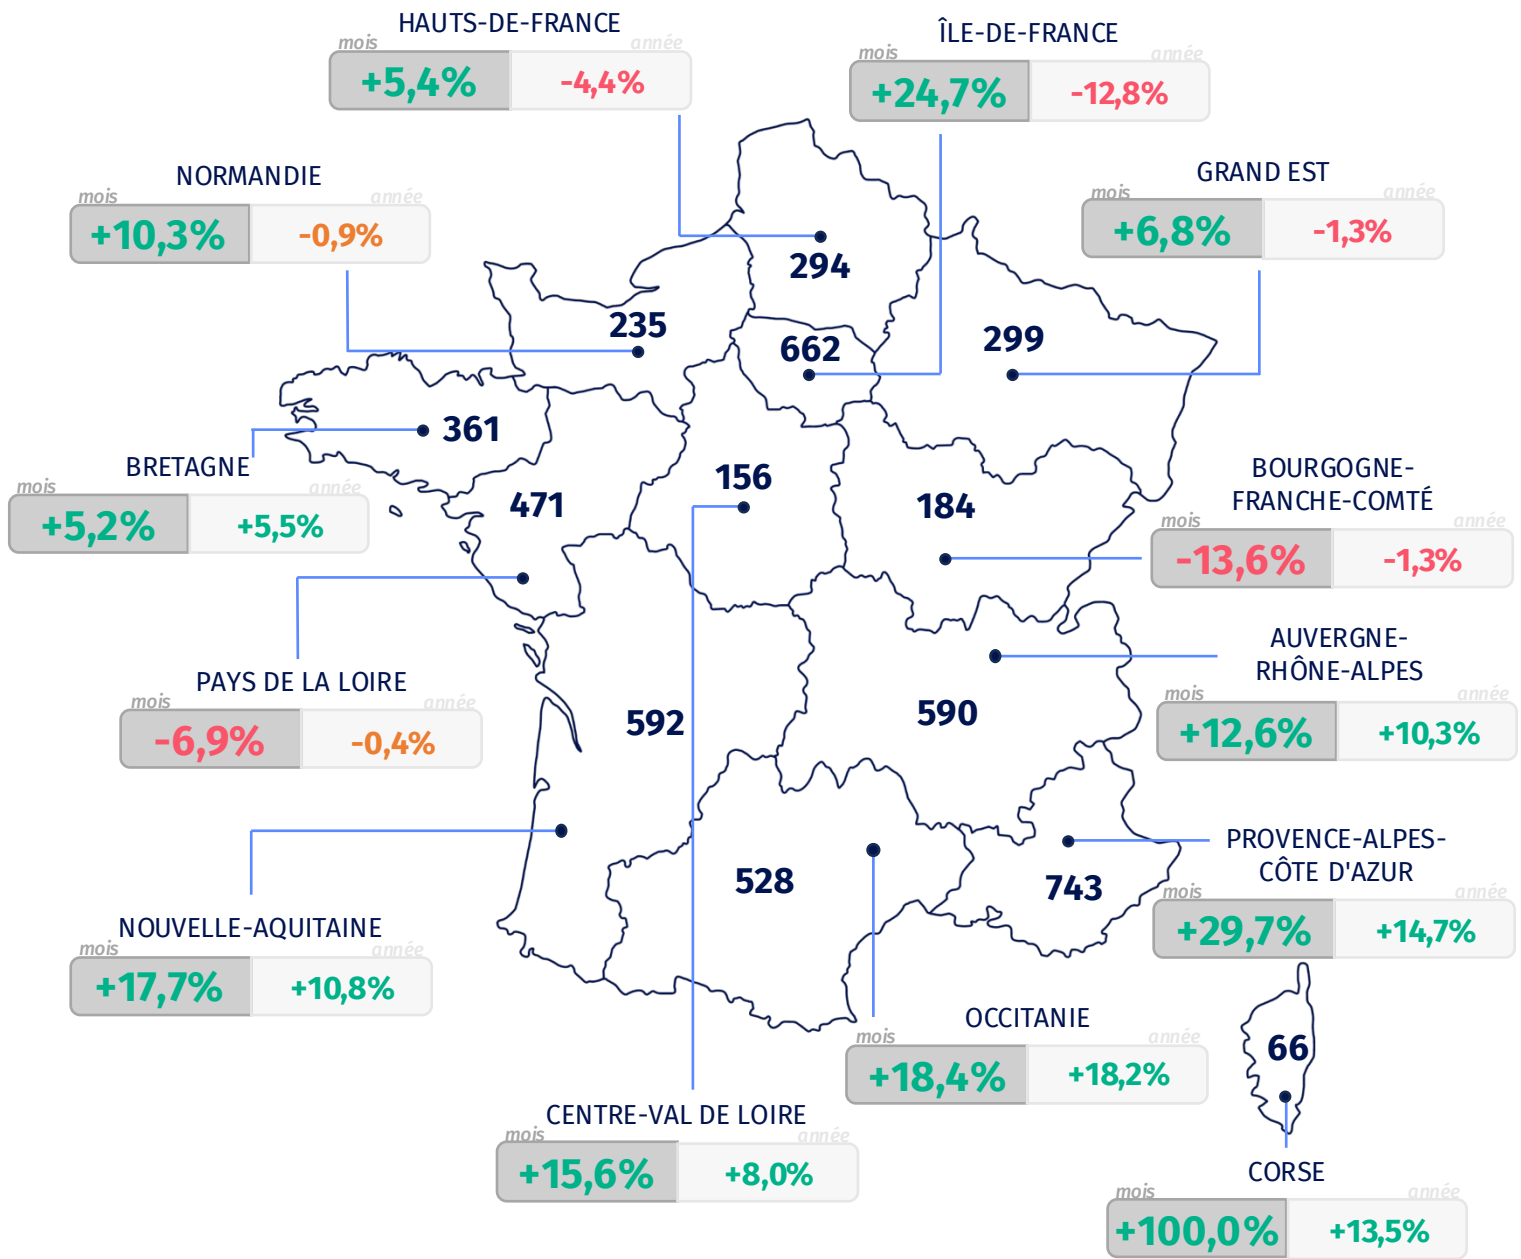 HAUTS-DE-FRANCE
mois année
+5,4% -4,4%
ÎLE-DE-FRANCE
mois année
+24,7% -12,8%
NORMANDIE
mois année
+10,3% -0,9%
GRAND EST
mois année
+6,8% -1,3%
294
235
662
299
361
BRETAGNE
mois année
+5,2% +5,5%
471
156
184
BOURGOGNE-
FRANCHE-COMTÉ
mois année
-13,6% -1,3%
PAYS DE LA LOIRE
mois année
-6,9% -0,4%
592
590
AUVERGNE-
RHÔNE-ALPES
mois année
+12,6% +10,3%
528
743
PROVENCE-ALPES-
CÔTE D'AZUR
mois année
+29,7% +14,7%
NOUVELLE-AQUITAINE
mois année
+17,7% +10,8%
OCCITANIE
mois année
+18,4% +18,2%
66
CENTRE-VAL DE LOIRE
mois année
+15,6% +8,0%
CORSE
mois année
+100,0% +13,5%